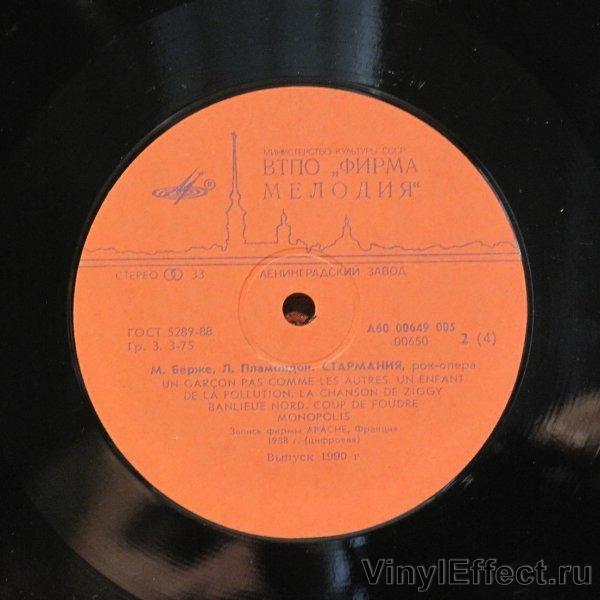 МИНИСТЕРСТВО КУЛЬТУРЫ СССР
ВТПО „ФИРМА
МЕЛОДИЯ“
СТЕРЕО 33 ЛЕНИНГРАДСКИЙ ЗАВОД
ГОСТ 5289-88 А60 00649 005
Гр. 3. 3-75 00650 2 (4)
М. Берже, Л. Пламондон. СТАРМАНИЯ, рок-опера
UN GARÇON PAS COMME LES AUTRES. UN ENFANT
DE LA POLLUTION. LA CHANSON DE ZIGGY
BANLIEUE NORD. COUP DE FOUDRE
MONOPOLIS
Запись фирмы APACHE, Франция
1988 г. (цифровая)
Выпуск 1990 г.
VinylEffect.ru